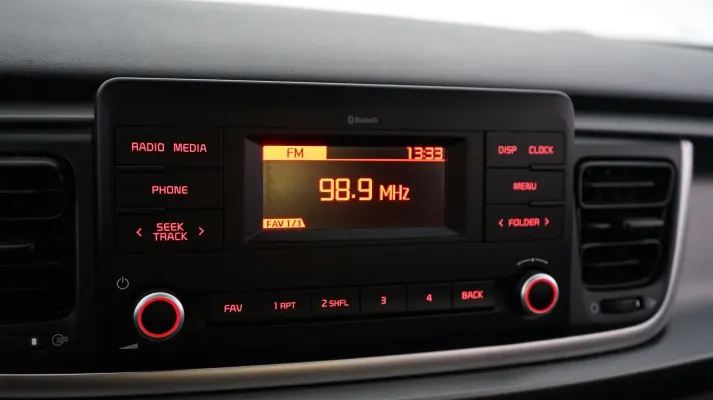 Bluetooth
RADIO MEDIA
PHONE
< SEEK TRACK >
FM 13:33
98.9 MHz
FAV 1/3
DISP CLOCK
MENU
< FOLDER >
FAV 1 RPT 2 SHFL 3 4 BACK